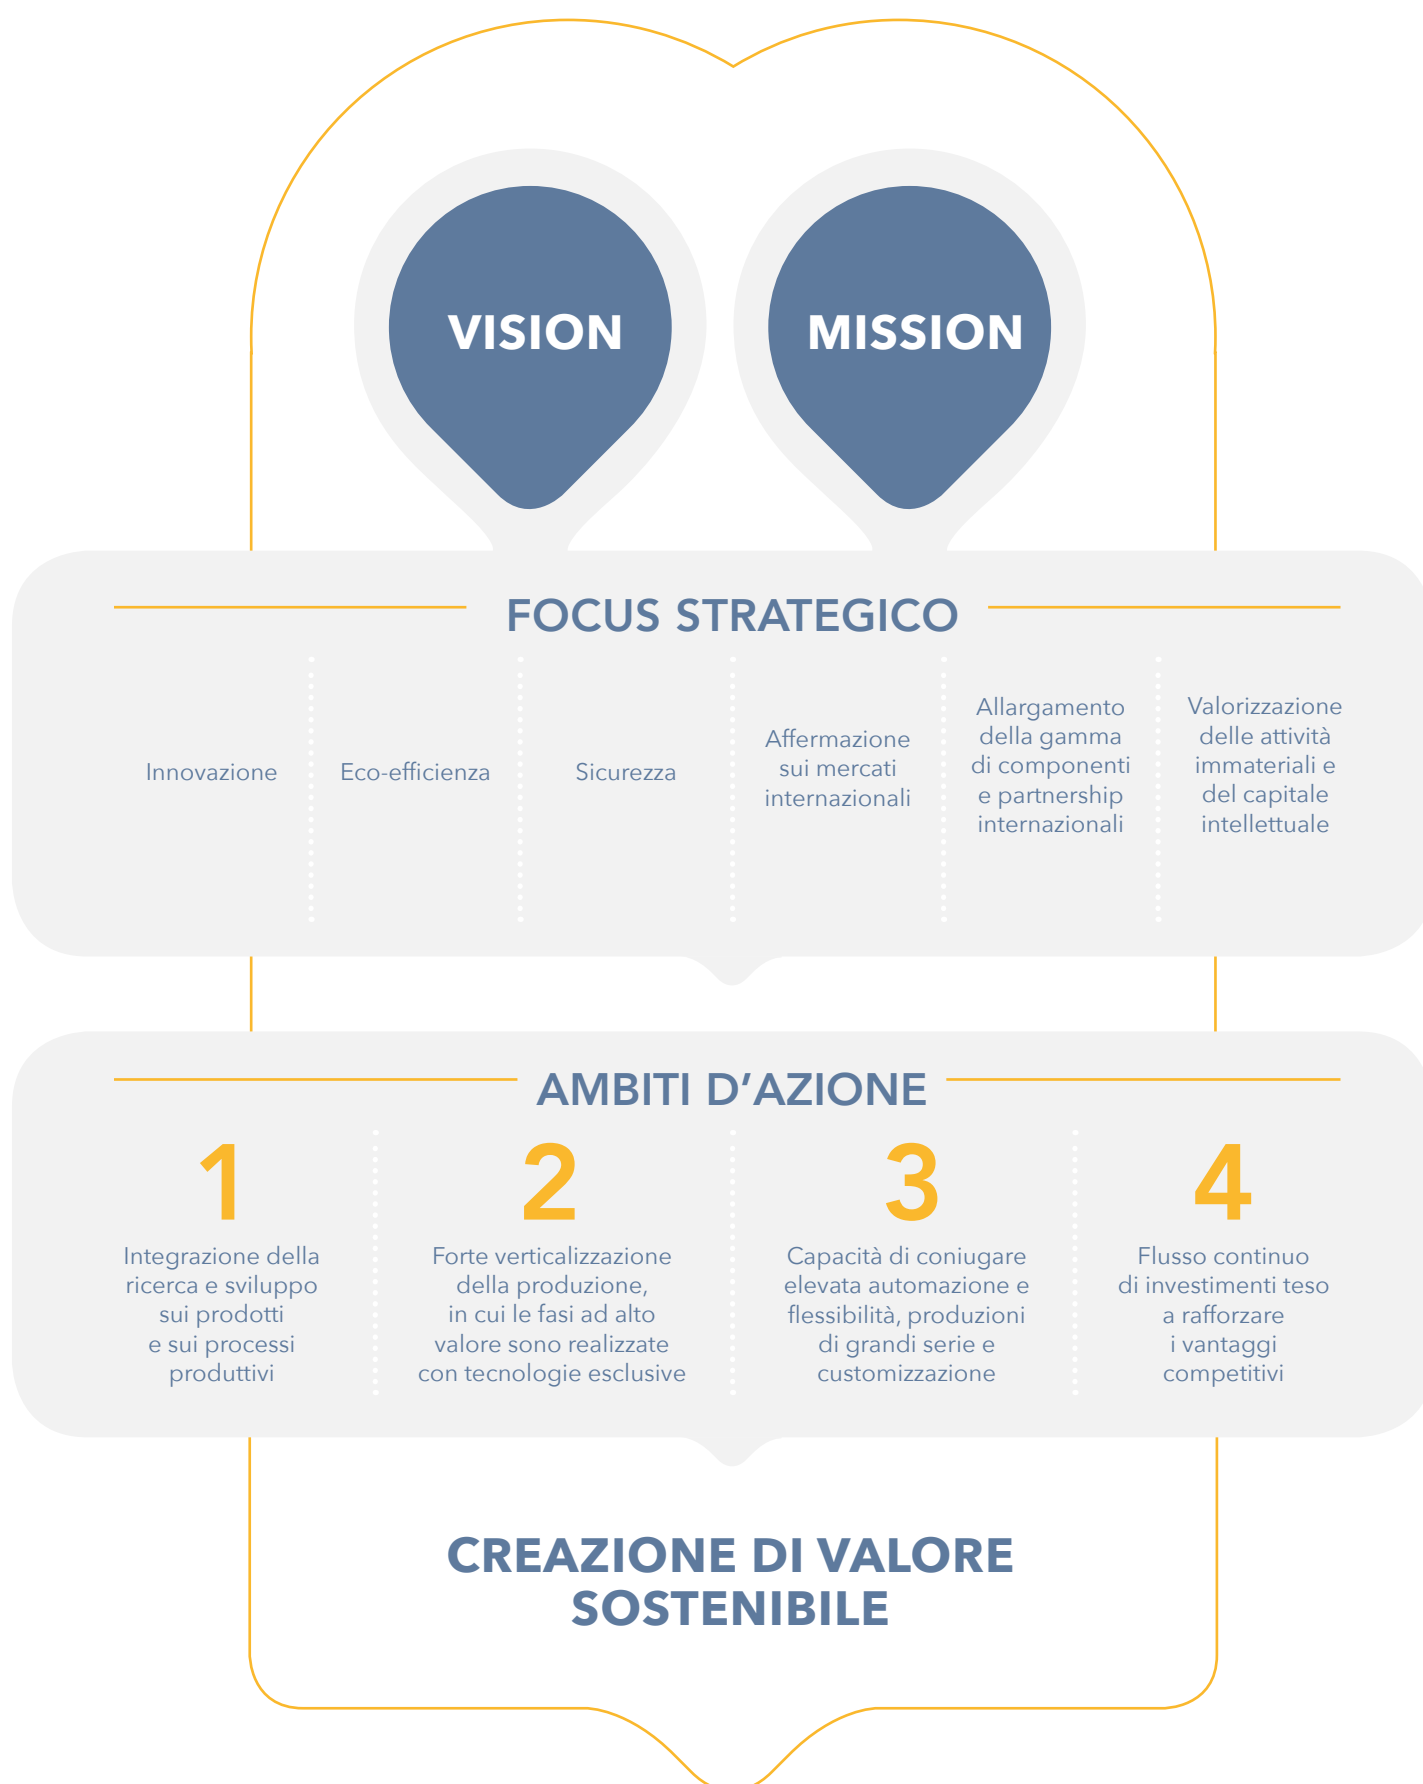 VISION
MISSION
FOCUS STRATEGICO
Innovazione
Eco-efficienza
Sicurezza
Affermazione
sui mercati
internazionali
Allargamento
della gamma
di componenti
e partnership
internazionali
Valorizzazione
delle attività
immateriali e
del capitale
intellettuale
AMBITI D’AZIONE
1
Integrazione della
ricerca e sviluppo
sui prodotti
e sui processi
produttivi
2
Forte verticalizzazione
della produzione,
in cui le fasi ad alto
valore sono realizzate
con tecnologie esclusive
3
Capacità di coniugare
elevata automazione e
flessibilità, produzioni
di grandi serie e
customizzazione
4
Flusso continuo
di investimenti teso
a rafforzare
i vantaggi
competitivi
CREAZIONE DI VALORE
SOSTENIBILE